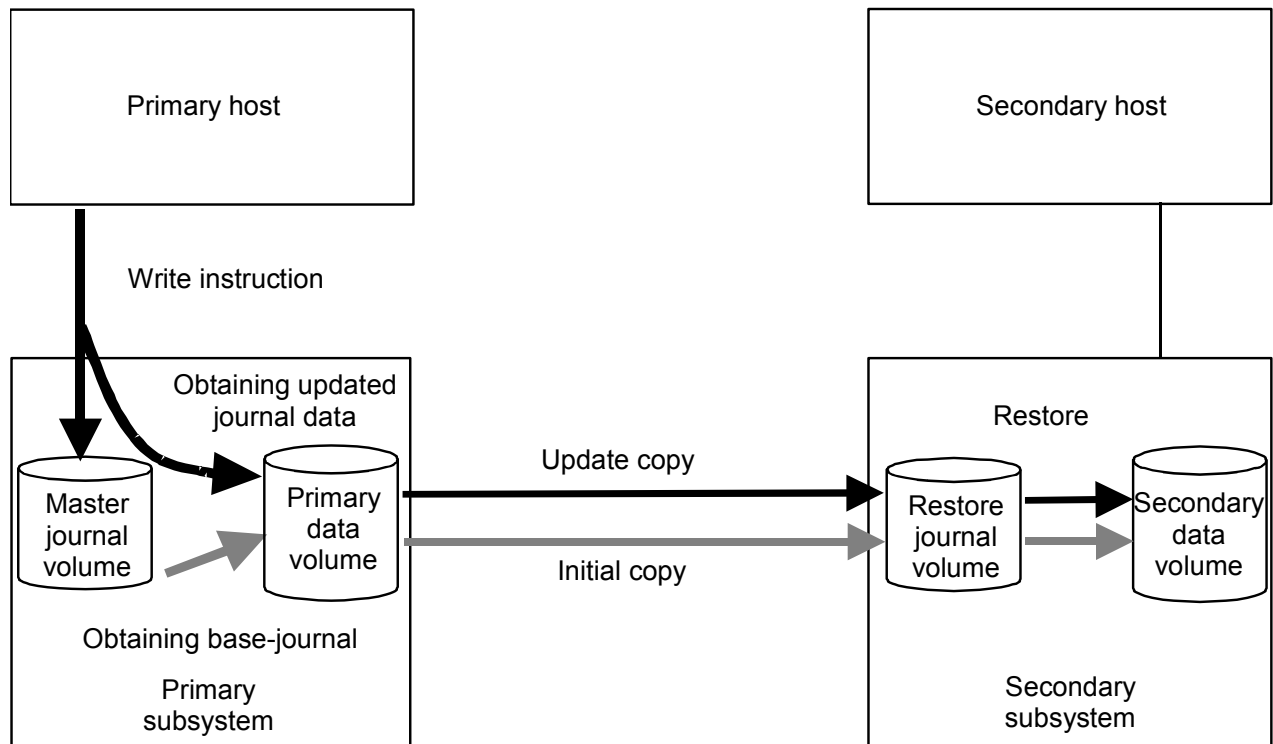 Primary host
Secondary host
Write instruction
Obtaining updated
journal data
Restore
Update copy
Master
journal
volume
Primary
data
volume
Restore
journal
volume
Secondary
data
volume
Initial copy
Obtaining base-journal
Primary
subsystem
Secondary
subsystem